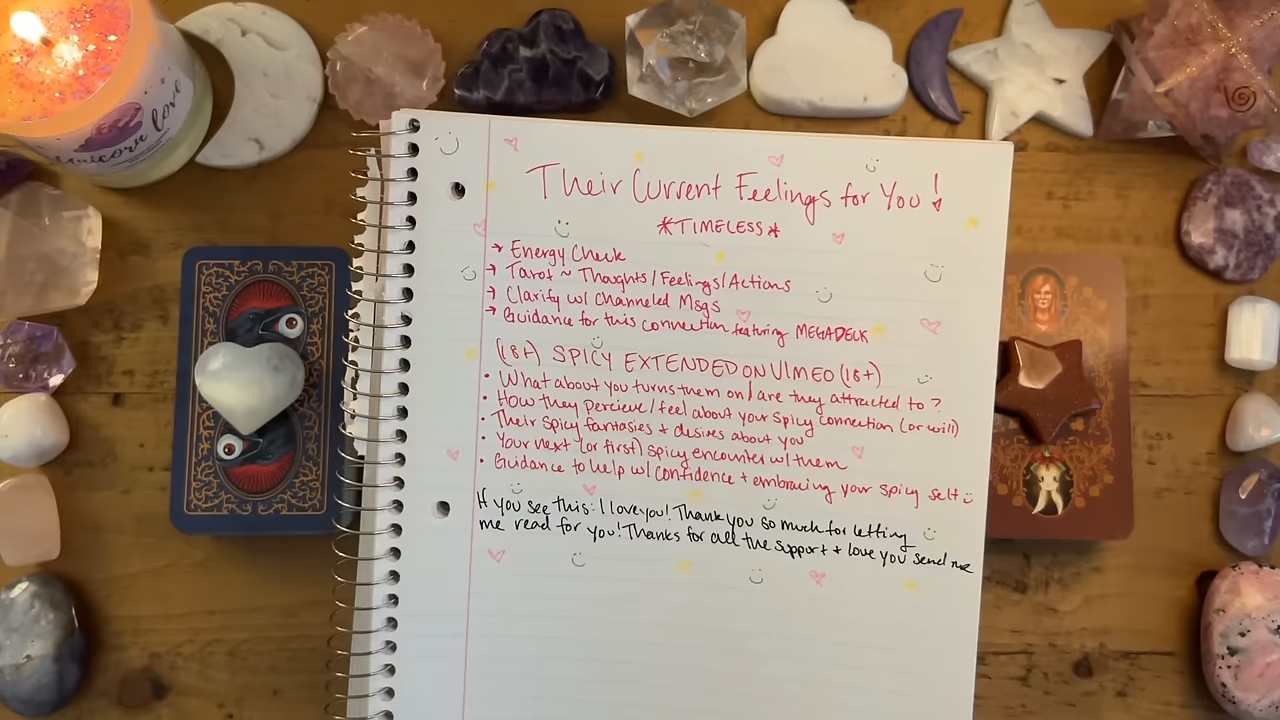 unicorn love
Their Current Feelings for You!
*TIMELESS*
→ Energy Check
→ Tarot ~ Thoughts/Feelings/Actions
→ Clarify w/ Channeled Msgs
→ Guidance for this connection featuring MEGADECK
(18+) SPICY EXTENDED ON VIMEO (18+)
• What about you turns them on/are they attracted to?
• How they percieve/feel about your spicy connection (or will)
• Their spicy fantasies + desires about you
• Your next (or first) spicy encounter w/ them
• Guidance to help w/ confidence + embracing your spicy self :)
If you see this: I love you! Thank you so much for letting
me read for you! Thanks for all the support + love you send me